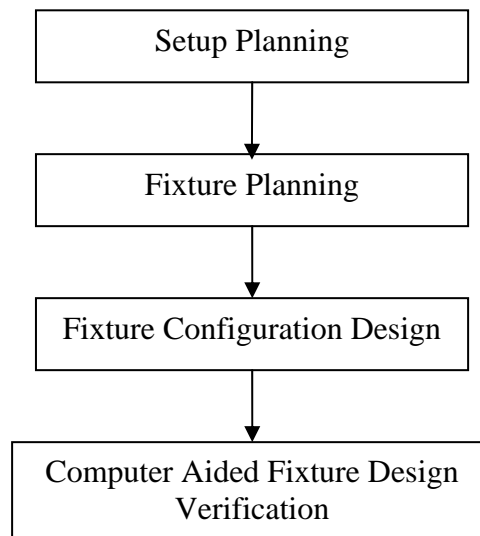 Setup Planning
Fixture Planning
Fixture Configuration Design
Computer Aided Fixture Design
Verification